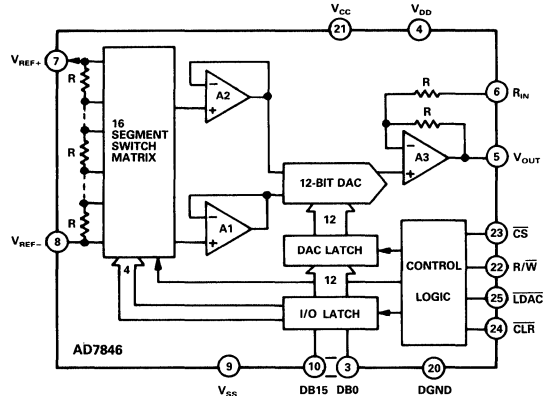 VCC
VDD
21
4
VREF+
7
R
16
SEGMENT
SWITCH
MATRIX
A2
R
6
RIN
R
R
A3
5
VOUT
12-BIT DAC
R
A1
12
23
CS
VREF–
8
DAC LATCH
CONTROL
LOGIC
22
R/W
4
12
25
LDAC
I/O LATCH
24
CLR
AD7846
9
10
3
20
VSS
DB15
DB0
DGND